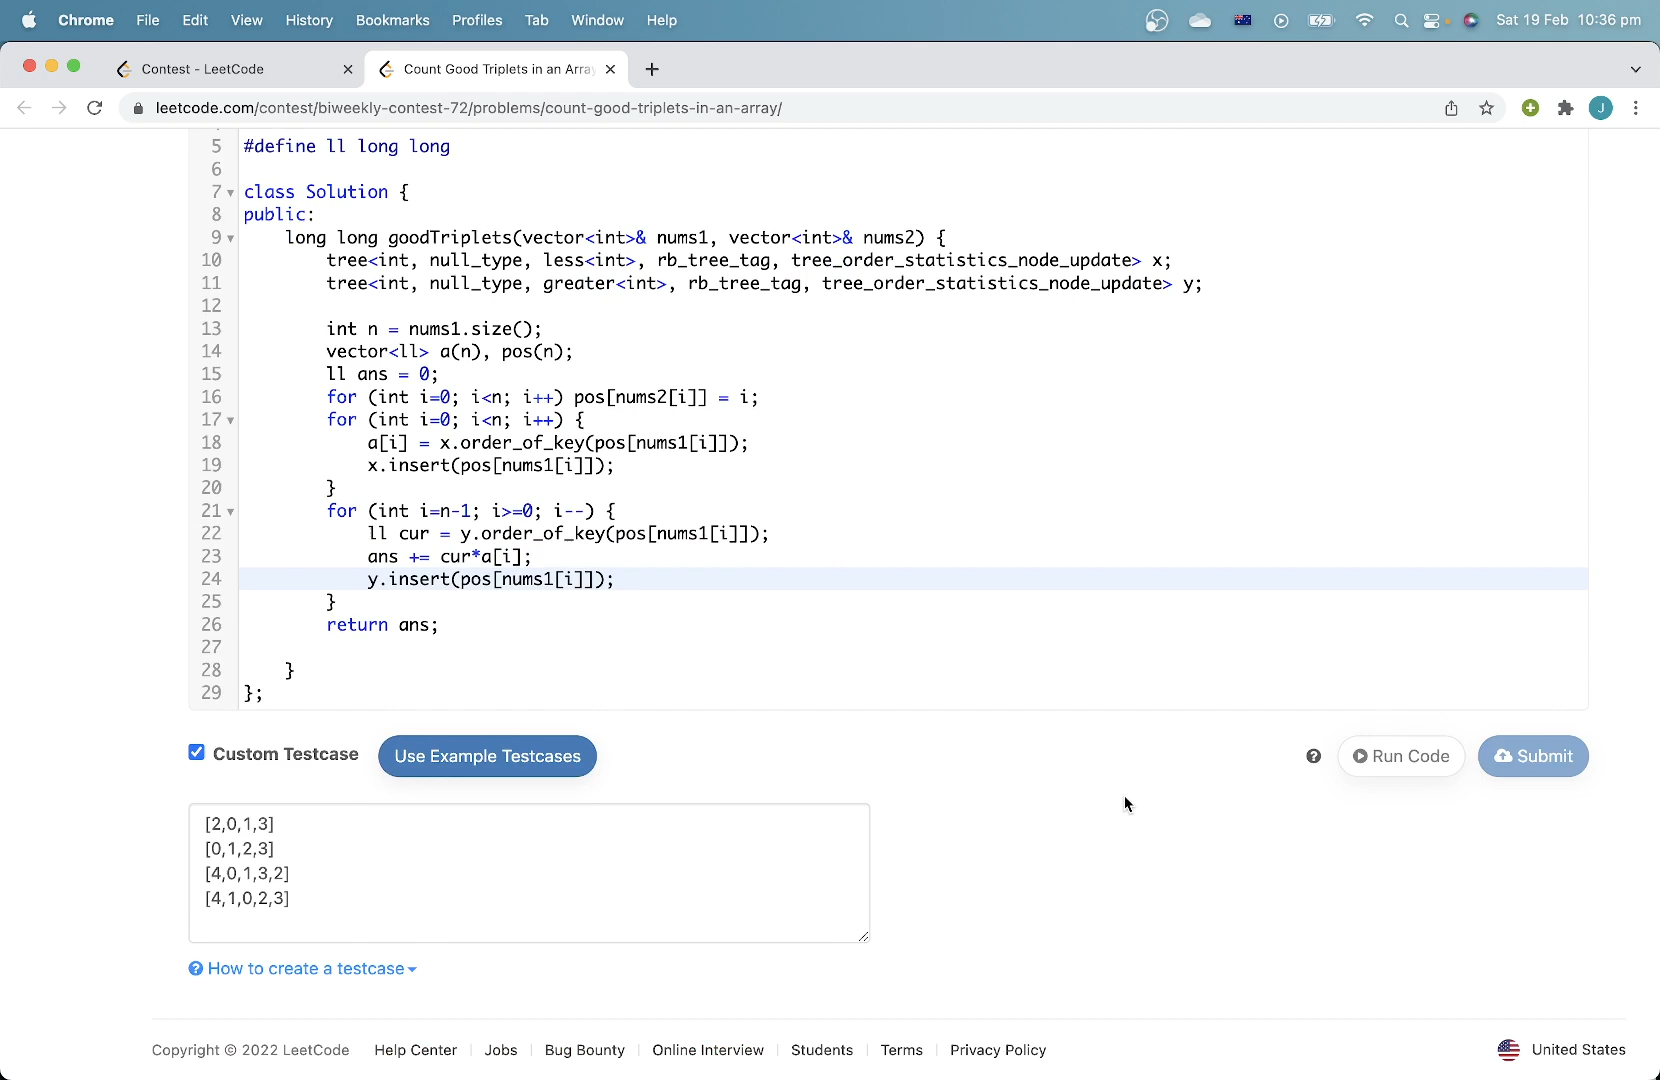 Chrome File Edit View History Bookmarks Profiles Tab Window Help Sat 19 Feb 10:36 pm
Contest - LeetCode Count Good Triplets in an Arra
leetcode.com/contest/biweekly-contest-72/problems/count-good-triplets-in-an-array/ J
5 #define ll long long
6
7 class Solution {
8 public:
9 long long goodTriplets(vector<int>& nums1, vector<int>& nums2) {
10 tree<int, null_type, less<int>, rb_tree_tag, tree_order_statistics_node_update> x;
11 tree<int, null_type, greater<int>, rb_tree_tag, tree_order_statistics_node_update> y;
12
13 int n = nums1.size();
14 vector<ll> a(n), pos(n);
15 ll ans = 0;
16 for (int i=0; i<n; i++) pos[nums2[i]] = i;
17 for (int i=0; i<n; i++) {
18 a[i] = x.order_of_key(pos[nums1[i]]);
19 x.insert(pos[nums1[i]]);
20 }
21 for (int i=n-1; i>=0; i--) {
22 ll cur = y.order_of_key(pos[nums1[i]]);
23 ans += cur*a[i];
24 y.insert(pos[nums1[i]]);
25 }
26 return ans;
27
28 }
29 };
Custom Testcase Use Example Testcases ? Run Code Submit
[2,0,1,3]
[0,1,2,3]
[4,0,1,3,2]
[4,1,0,2,3]
? How to create a testcase
Copyright © 2022 LeetCode Help Center Jobs Bug Bounty Online Interview Students Terms Privacy Policy United States